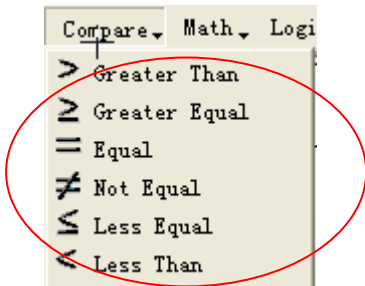 Compare Math Logi
> Greater Than
≥ Greater Equal
= Equal
≠ Not Equal
≤ Less Equal
< Less Than